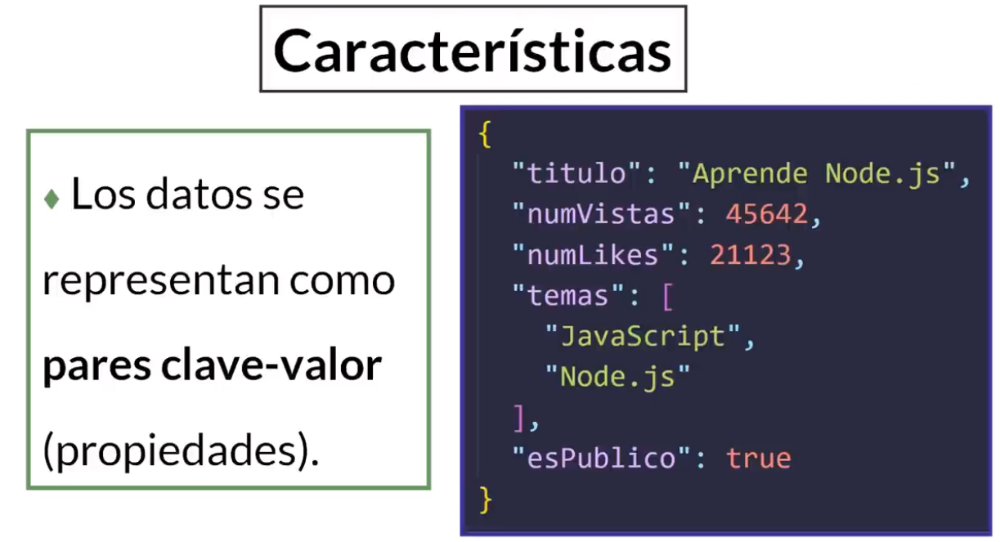 Características
♦ Los datos se
representan como
pares clave-valor
(propiedades).
{
"titulo": "Aprende Node.js",
"numVistas": 45642,
"numLikes": 21123,
"temas": [
"JavaScript",
"Node.js"
],
"esPublico": true
}